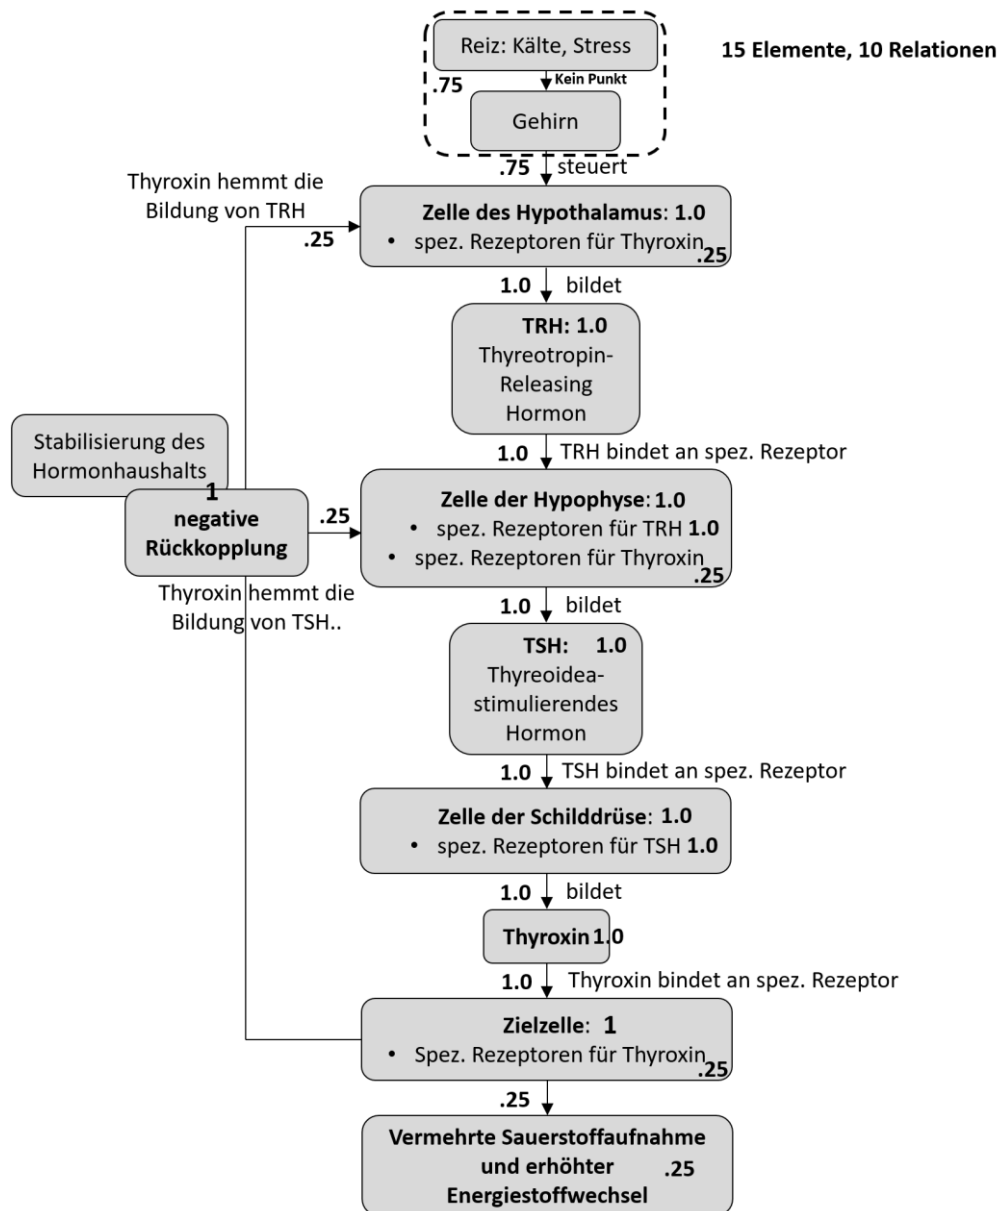 Reiz: Kälte, Stress
15 Elemente, 10 Relationen
.75
Kein Punkt
Gehirn
.75 steuert
Thyroxin hemmt die
Bildung von TRH
.25
Zelle des Hypothalamus: 1.0
• spez. Rezeptoren für Thyroxin .25
1.0 bildet
TRH: 1.0
Thyreotropin-
Releasing
Hormon
1.0 TRH bindet an spez. Rezeptor
Stabilisierung des
Hormonhaushalts
1
negative
Rückkopplung
.25
Zelle der Hypophyse: 1.0
• spez. Rezeptoren für TRH 1.0
• spez. Rezeptoren für Thyroxin .25
Thyroxin hemmt die
Bildung von TSH..
1.0 bildet
TSH: 1.0
Thyreoidea-
stimulierendes
Hormon
1.0 TSH bindet an spez. Rezeptor
Zelle der Schilddrüse: 1.0
• spez. Rezeptoren für TSH 1.0
1.0 bildet
Thyroxin 1.0
1.0 Thyroxin bindet an spez. Rezeptor
Zielzelle: 1
• Spez. Rezeptoren für Thyroxin .25
.25
Vermehrte Sauerstoffaufnahme
und erhöhter .25
Energiestoffwechsel